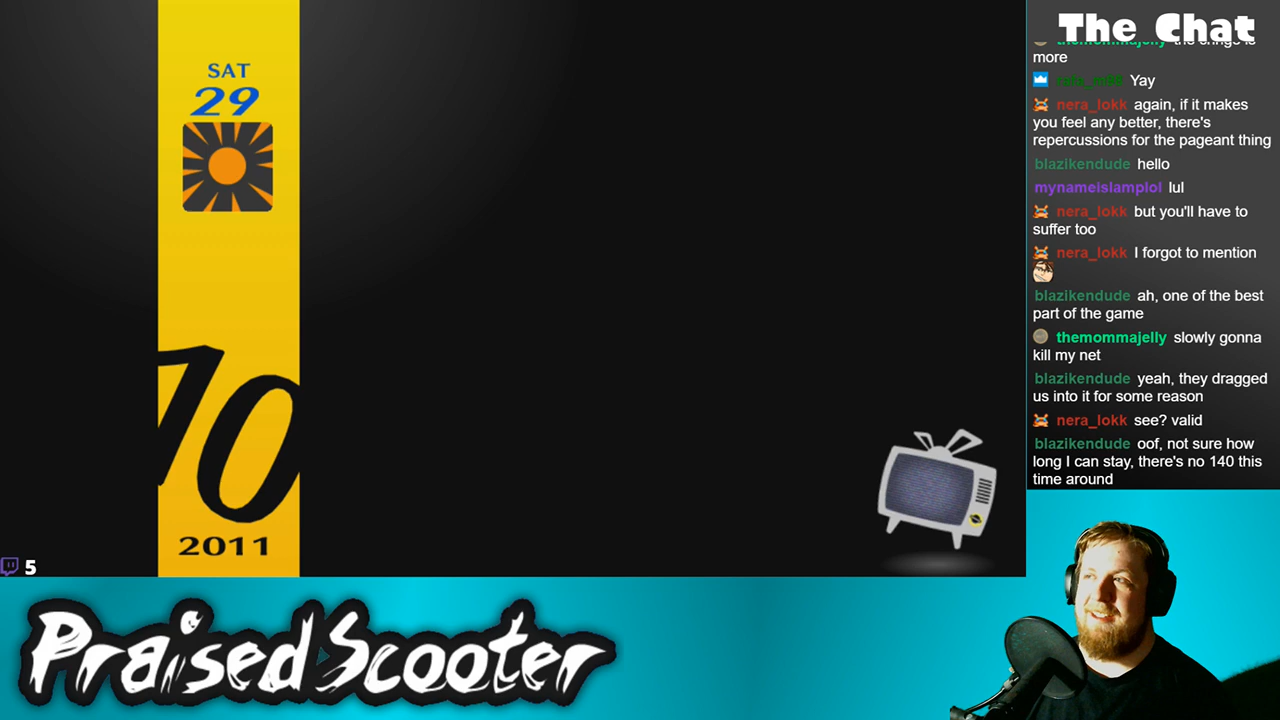 SAT
29
10
2011
5
PraisedScooter
The Chat
more
Yay
nera_lokk again, if it makes
you feel any better, there's
repercussions for the pageant thing
blazikendude hello
mynameislamplol lul
nera_lokk but you'll have to
suffer too
nera_lokk I forgot to mention
blazikendude ah, one of the best
part of the game
themommajelly slowly gonna
kill my net
blazikendude yeah, they dragged
us into it for some reason
nera_lokk see? valid
blazikendude oof, not sure how
long I can stay, there's no 140 this
time around